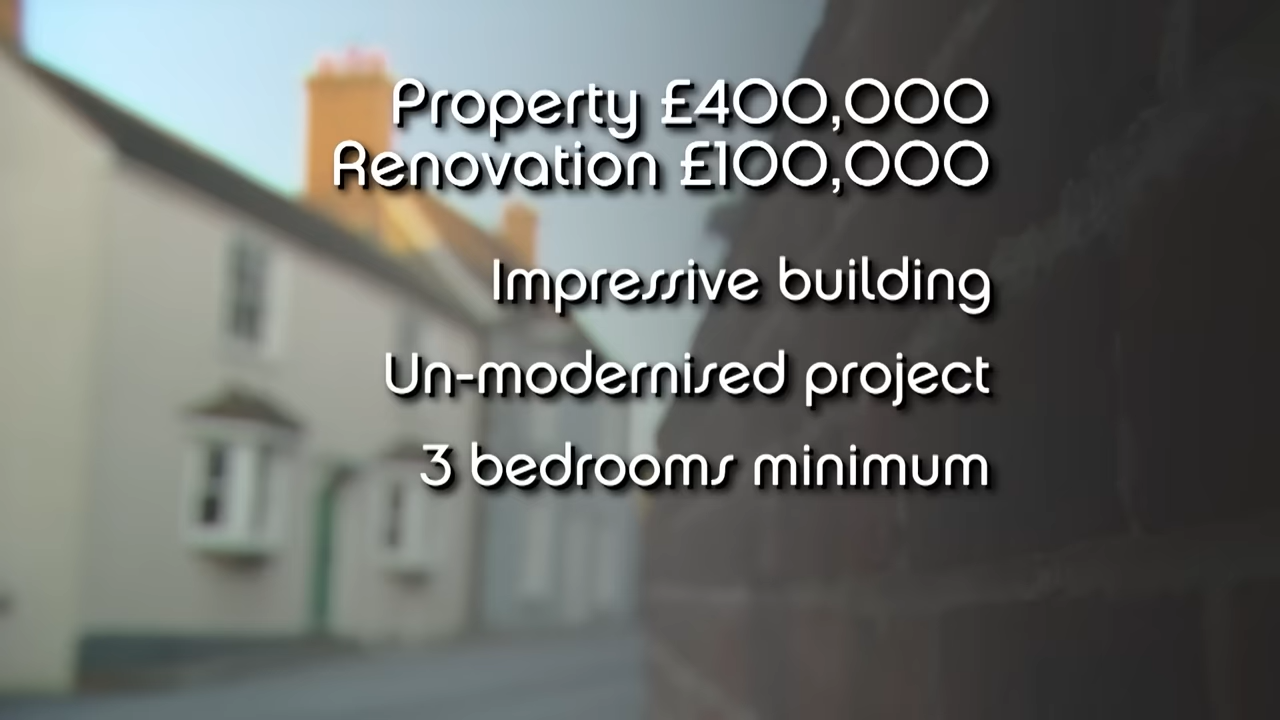 Property £400,000
Renovation £100,000
Impressive building
Un-modernised project
3 bedrooms minimum